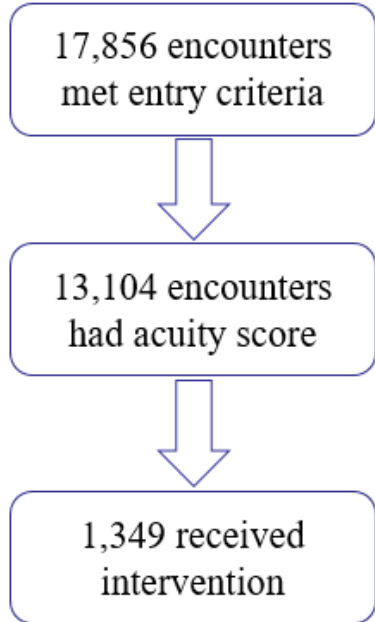 17,856 encounters
met entry criteria
13,104 encounters
had acuity score
1,349 received
intervention